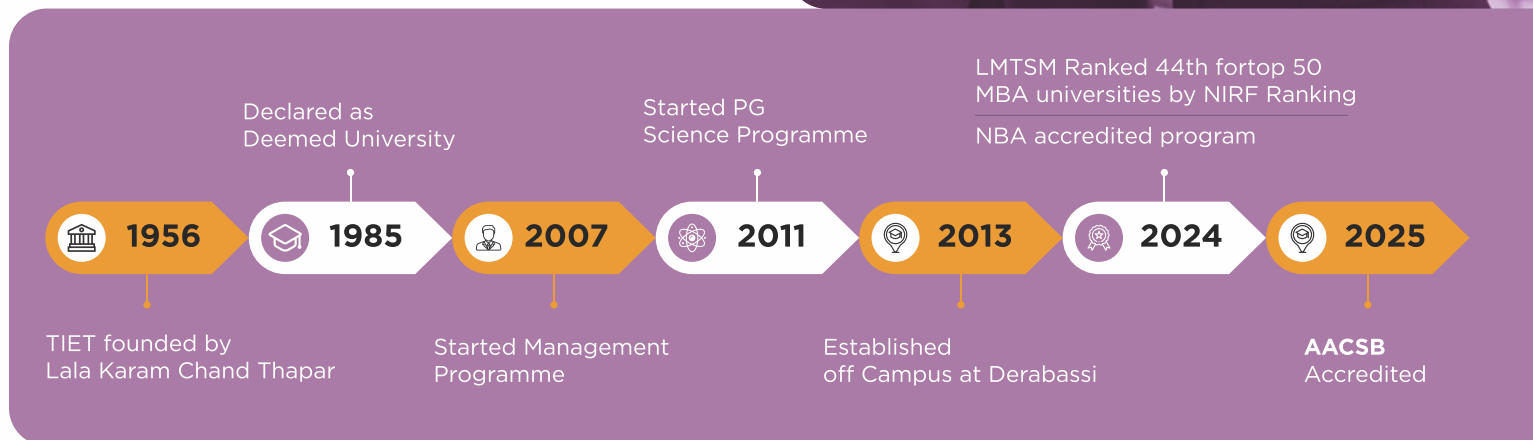 LMTSM Ranked 44th fortop 50
MBA universities by NIRF Ranking
NBA accredited program
Declared as
Deemed University
Started PG
Science Programme
1956
1985
2007
2011
2013
2024
2025
TIET founded by
Lala Karam Chand Thapar
Started Management
Programme
Established
off Campus at Derabassi
AACSB
Accredited